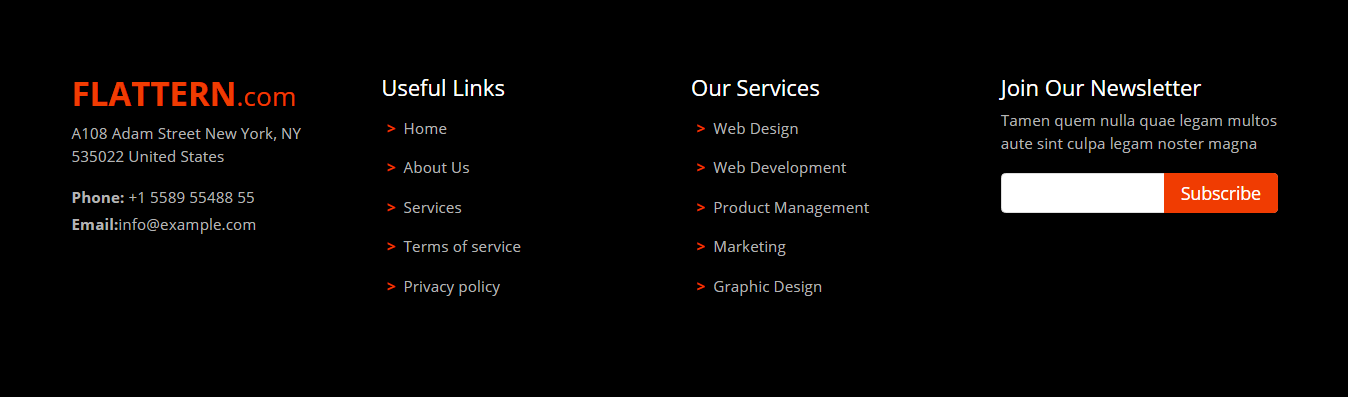 FLATTERN.com
A108 Adam Street New York, NY
535022 United States
Phone: +1 5589 55488 55
Email:info@example.com
Useful Links
> Home
> About Us
> Services
> Terms of service
> Privacy policy
Our Services
> Web Design
> Web Development
> Product Management
> Marketing
> Graphic Design
Join Our Newsletter
Tamen quem nulla quae legam multos
aute sint culpa legam noster magna
Subscribe